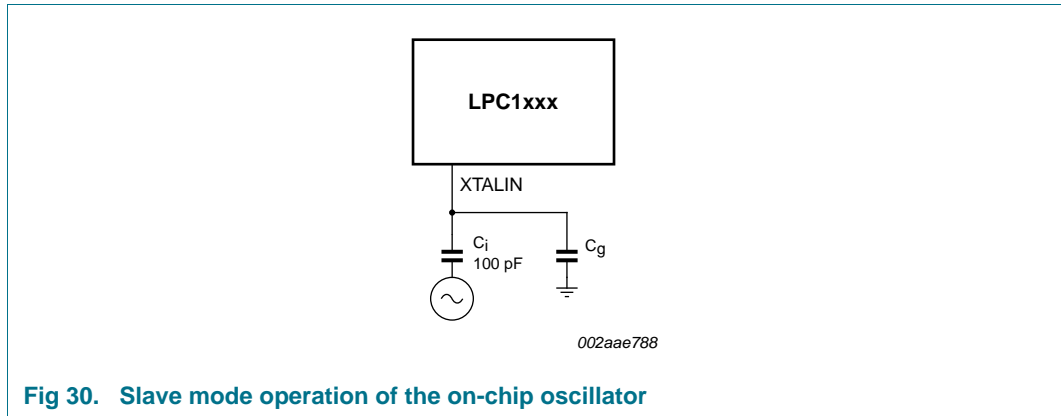 LPC1xxx
XTALIN
Ci
100 pF
Cg
002aae788
Fig 30. Slave mode operation of the on-chip oscillator